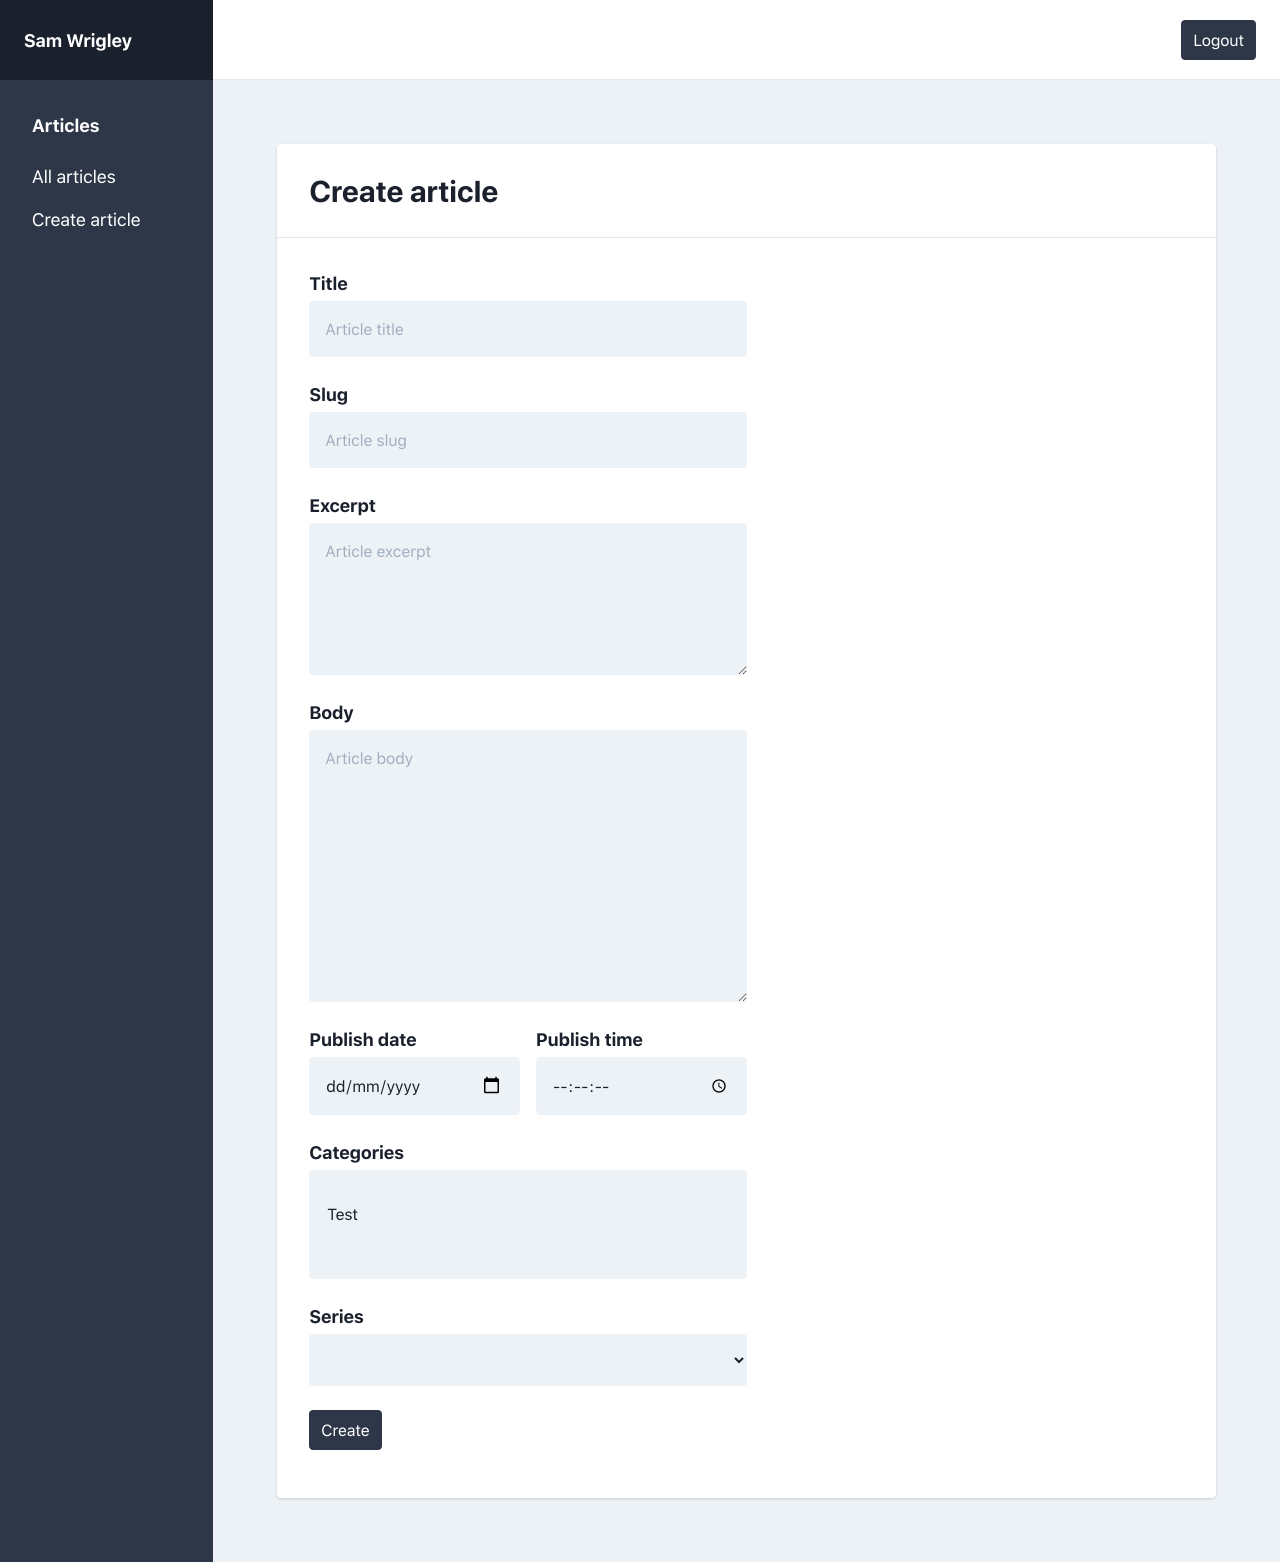 Sam Wrigley
Logout
Articles
All articles
Create article
Create article
Title
Article title
Slug
Article slug
Excerpt
Article excerpt
Body
Article body
Publish date
Publish time
dd/mm/yyyy
--:--:--
Categories
Test
Series
Create